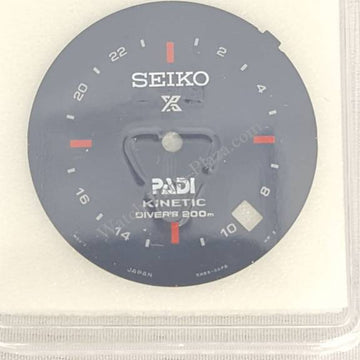 22 2
20 4
SEIKO
PADI
KINETIC
DIVER'S 200m
16 8
14 10
JAPAN